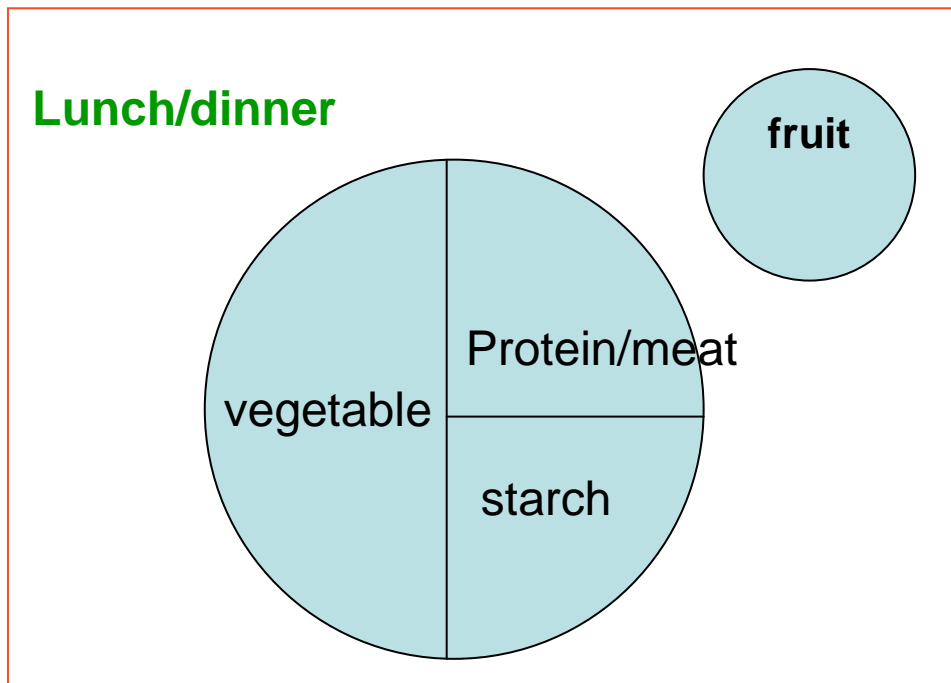 Lunch/dinner
fruit
Protein/meat
vegetable
starch